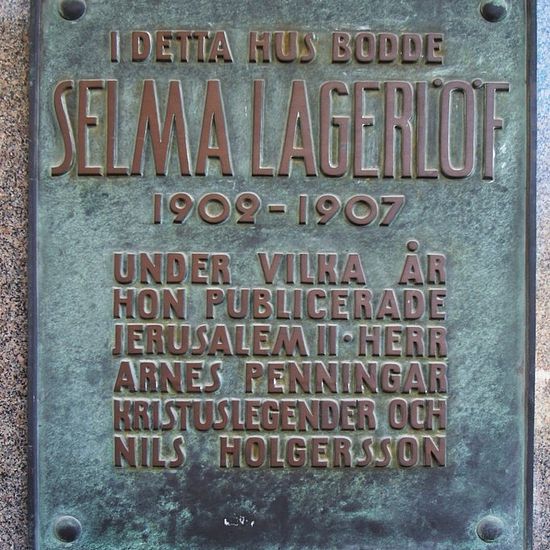 I DETTA HUS BODDE
SELMA LAGERLÖF
1902-1907
UNDER VILKA ÅR
HON PUBLICERADE
JERUSALEM II · HERR
ARNES PENNINGAR
KRISTUSLEGENDER OCH
NILS HOLGERSSON